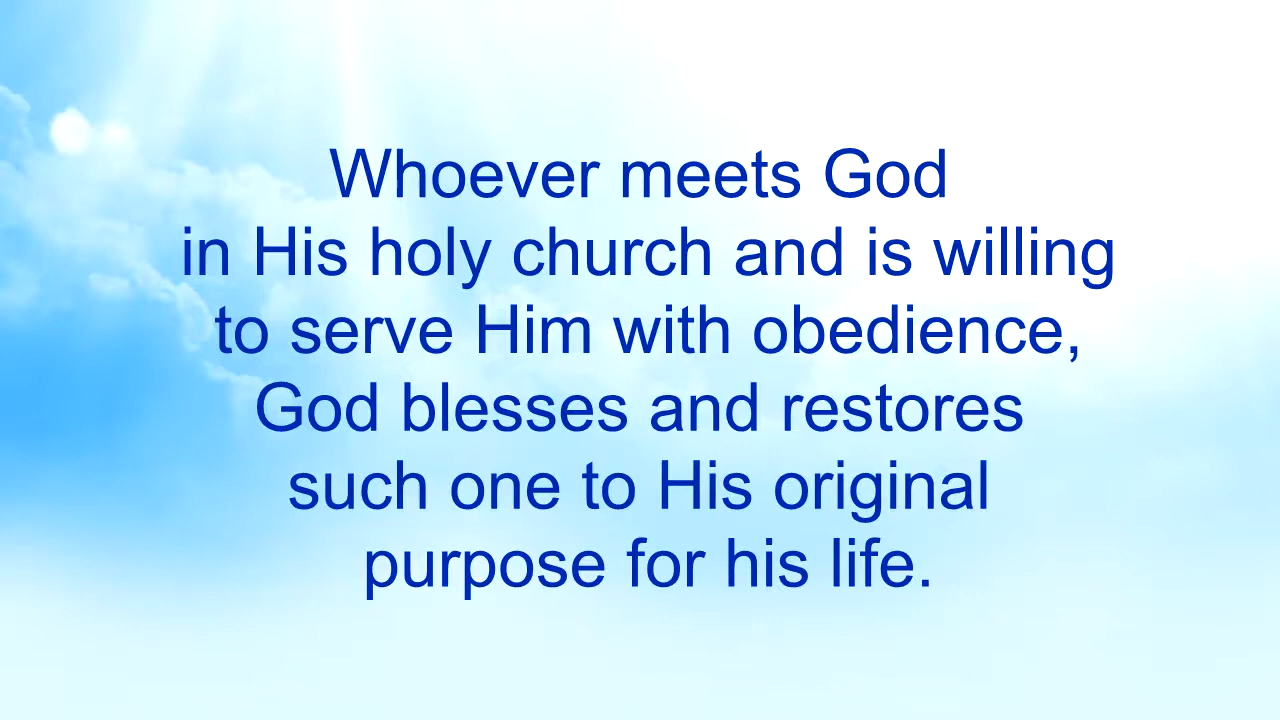 Whoever meets God
in His holy church and is willing
to serve Him with obedience,
God blesses and restores
such one to His original
purpose for his life.